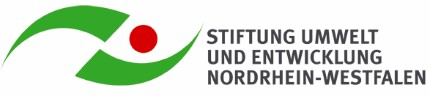 STIFTUNG UMWELT
UND ENTWICKLUNG
NORDRHEIN-WESTFALEN